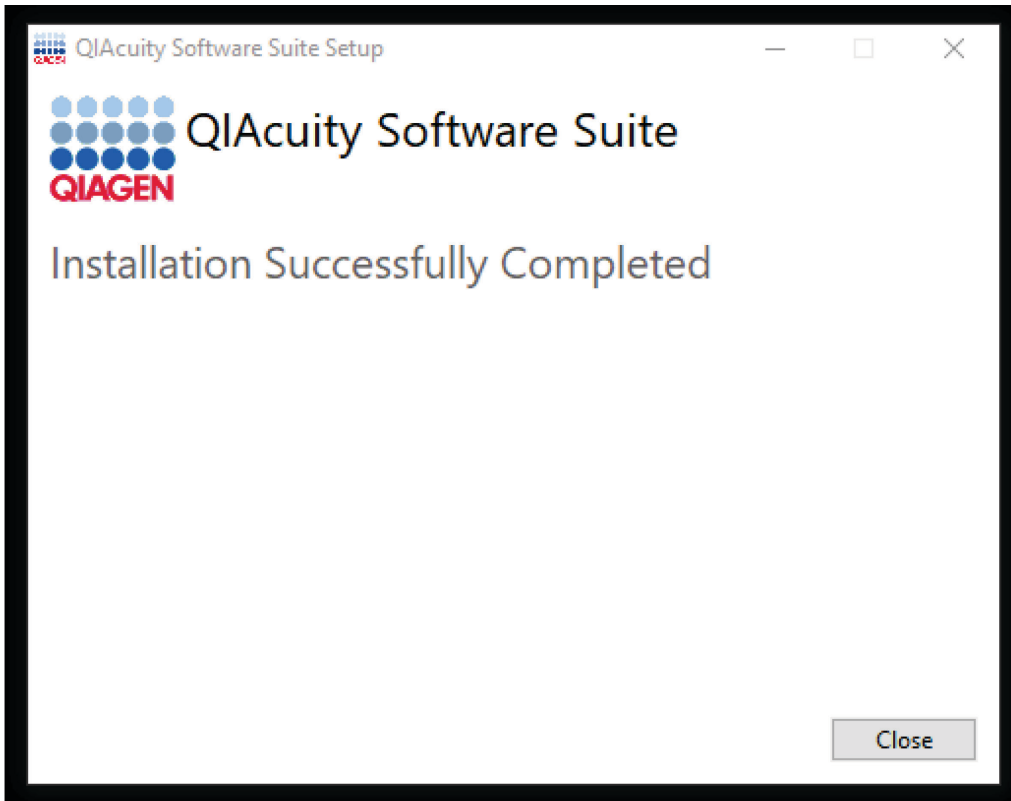 QIAcuity Software Suite Setup
QIAcuity Software Suite
QIAGEN
Installation Successfully Completed
Close